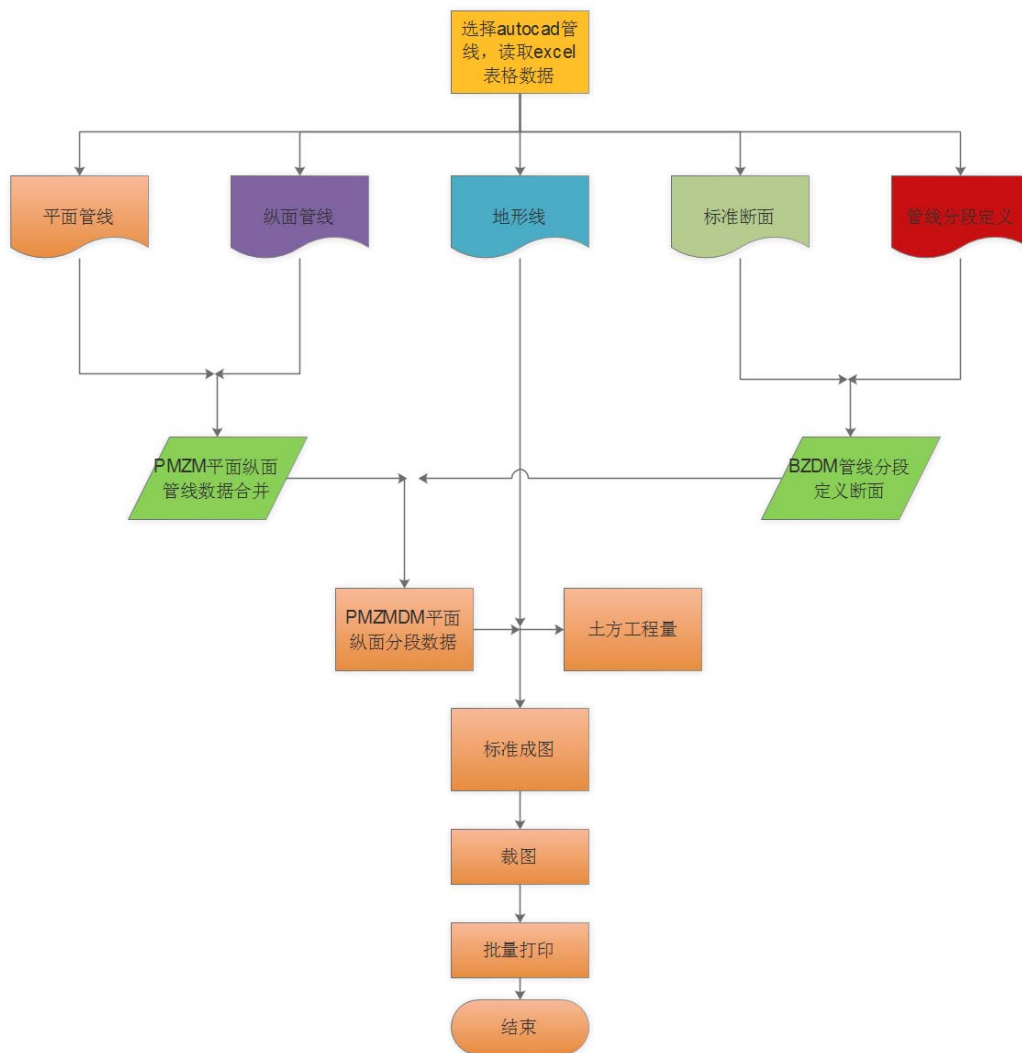 选择autocad管
线，读取excel
表格数据
平面管线
纵面管线
地形线
标准断面
管线分段定义
PMZM平面纵面
管线数据合并
BZDM管线分段
定义断面
PMZMDM平面
纵面分段数据
土方工程量
标准成图
裁图
批量打印
结束